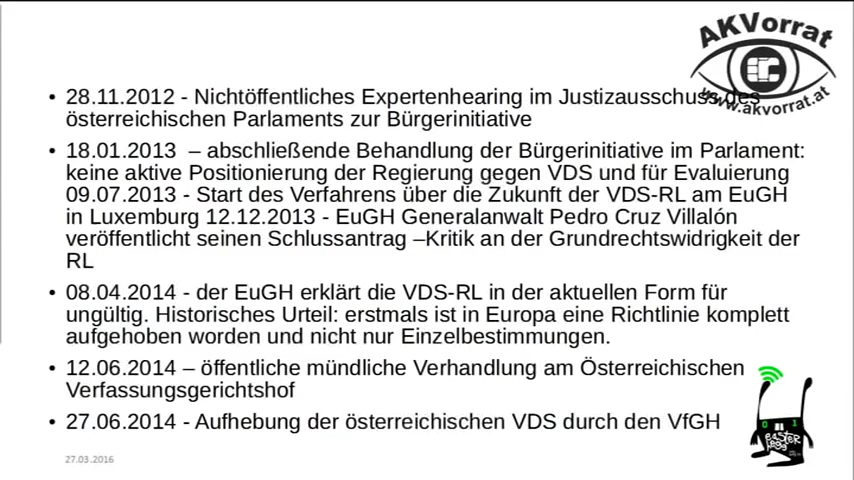 AKVorrat
www.akvorrat.at
• 28.11.2012 - Nichtöffentliches Expertenhearing im Justizausschuss des
österreichischen Parlaments zur Bürgerinitiative
• 18.01.2013 – abschließende Behandlung der Bürgerinitiative im Parlament:
keine aktive Positionierung der Regierung gegen VDS und für Evaluierung
09.07.2013 - Start des Verfahrens über die Zukunft der VDS-RL am EuGH
in Luxemburg 12.12.2013 - EuGH Generalanwalt Pedro Cruz Villalón
veröffentlicht seinen Schlussantrag –Kritik an der Grundrechtswidrigkeit der
RL
• 08.04.2014 - der EuGH erklärt die VDS-RL in der aktuellen Form für
ungültig. Historisches Urteil: erstmals ist in Europa eine Richtlinie komplett
aufgehoben worden und nicht nur Einzelbestimmungen.
• 12.06.2014 – öffentliche mündliche Verhandlung am Österreichischen
Verfassungsgerichtshof
• 27.06.2014 - Aufhebung der österreichischen VDS durch den VfGH
0 1
EASTER
HEGG
27.03.2016